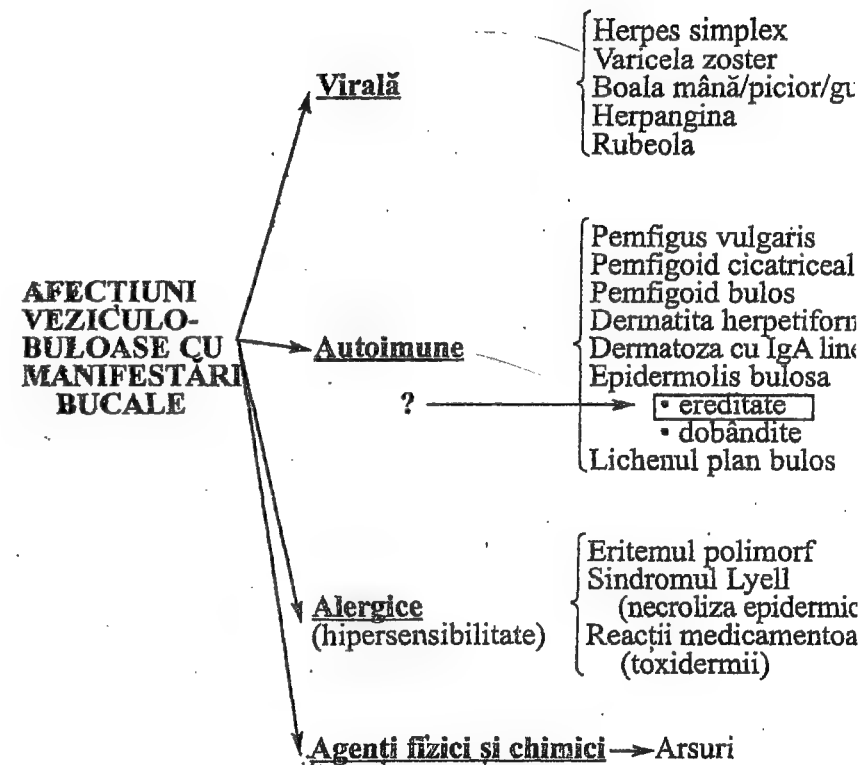 Virală
Herpes simplex
Varicela zoster
Boala mână/picior/gu
Herpangina
Rubeola
AFECȚIUNI
VEZICULO-
BULOASE CU
MANIFESTĂRI
BUCALE
Autoimune
?
Pemfigus vulgaris
Pemfigoid cicatriceal
Pemfigoid bulos
Dermatita herpetiform
Dermatoza cu IgA line
Epidermolis bulosa
▪ ereditate
▪ dobândite
Lichenul plan bulos
Alergice
(hipersensibilitate)
Eritemul polimorf
Sindromul Lyell
(necroliza epidermic
Reacții medicamentoa
(toxidermii)
Agenți fizici și chimici
Arsuri